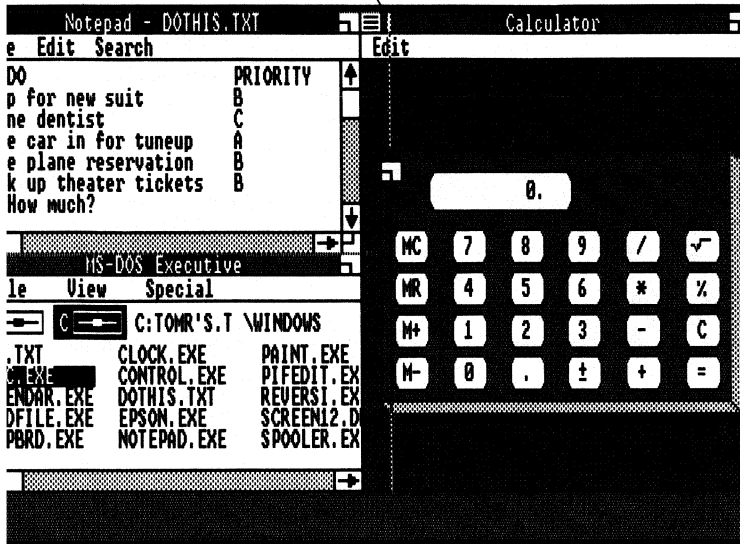 Notepad - DOTHIS.TXT
e Edit Search
DO PRIORITY
p for new suit B
ne dentist C
e car in for tuneup A
e plane reservation B
k up theater tickets B
How much?
MS-DOS Executive
le View Special
C C:TOMR'S.T \WINDOWS
.TXT CLOCK.EXE PAINT.EXE
C.EXE CONTROL.EXE PIFEDIT.EX
ENDAR.EXE DOTHIS.TXT REVERSI.EX
DFILE.EXE EPSON.EXE SCREEN12.D
PBRD.EXE NOTEPAD.EXE SPOOLER.EX
Calculator
Edit
0.
MC 7 8 9 / √
MR 4 5 6 * %
M+ 1 2 3 - C
M- 0 . ± + =